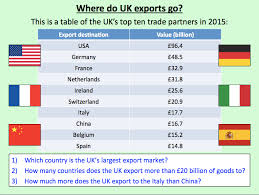 Where do UK exports go?
This is a table of the UK's top ten trade partners in 2015:
Export destination Value (billion)
USA £96.4
Germany £48.5
France £32.9
Netherlands £31.8
Ireland £25.6
Switzerland £20.9
Italy £17.7
China £16.7
Belgium £15.2
Spain £14.8
1) Which country is the UK's largest export market?
2) How many countries does the UK export more than £20 billion of goods to?
3) How much more does the UK export to Italy than China?